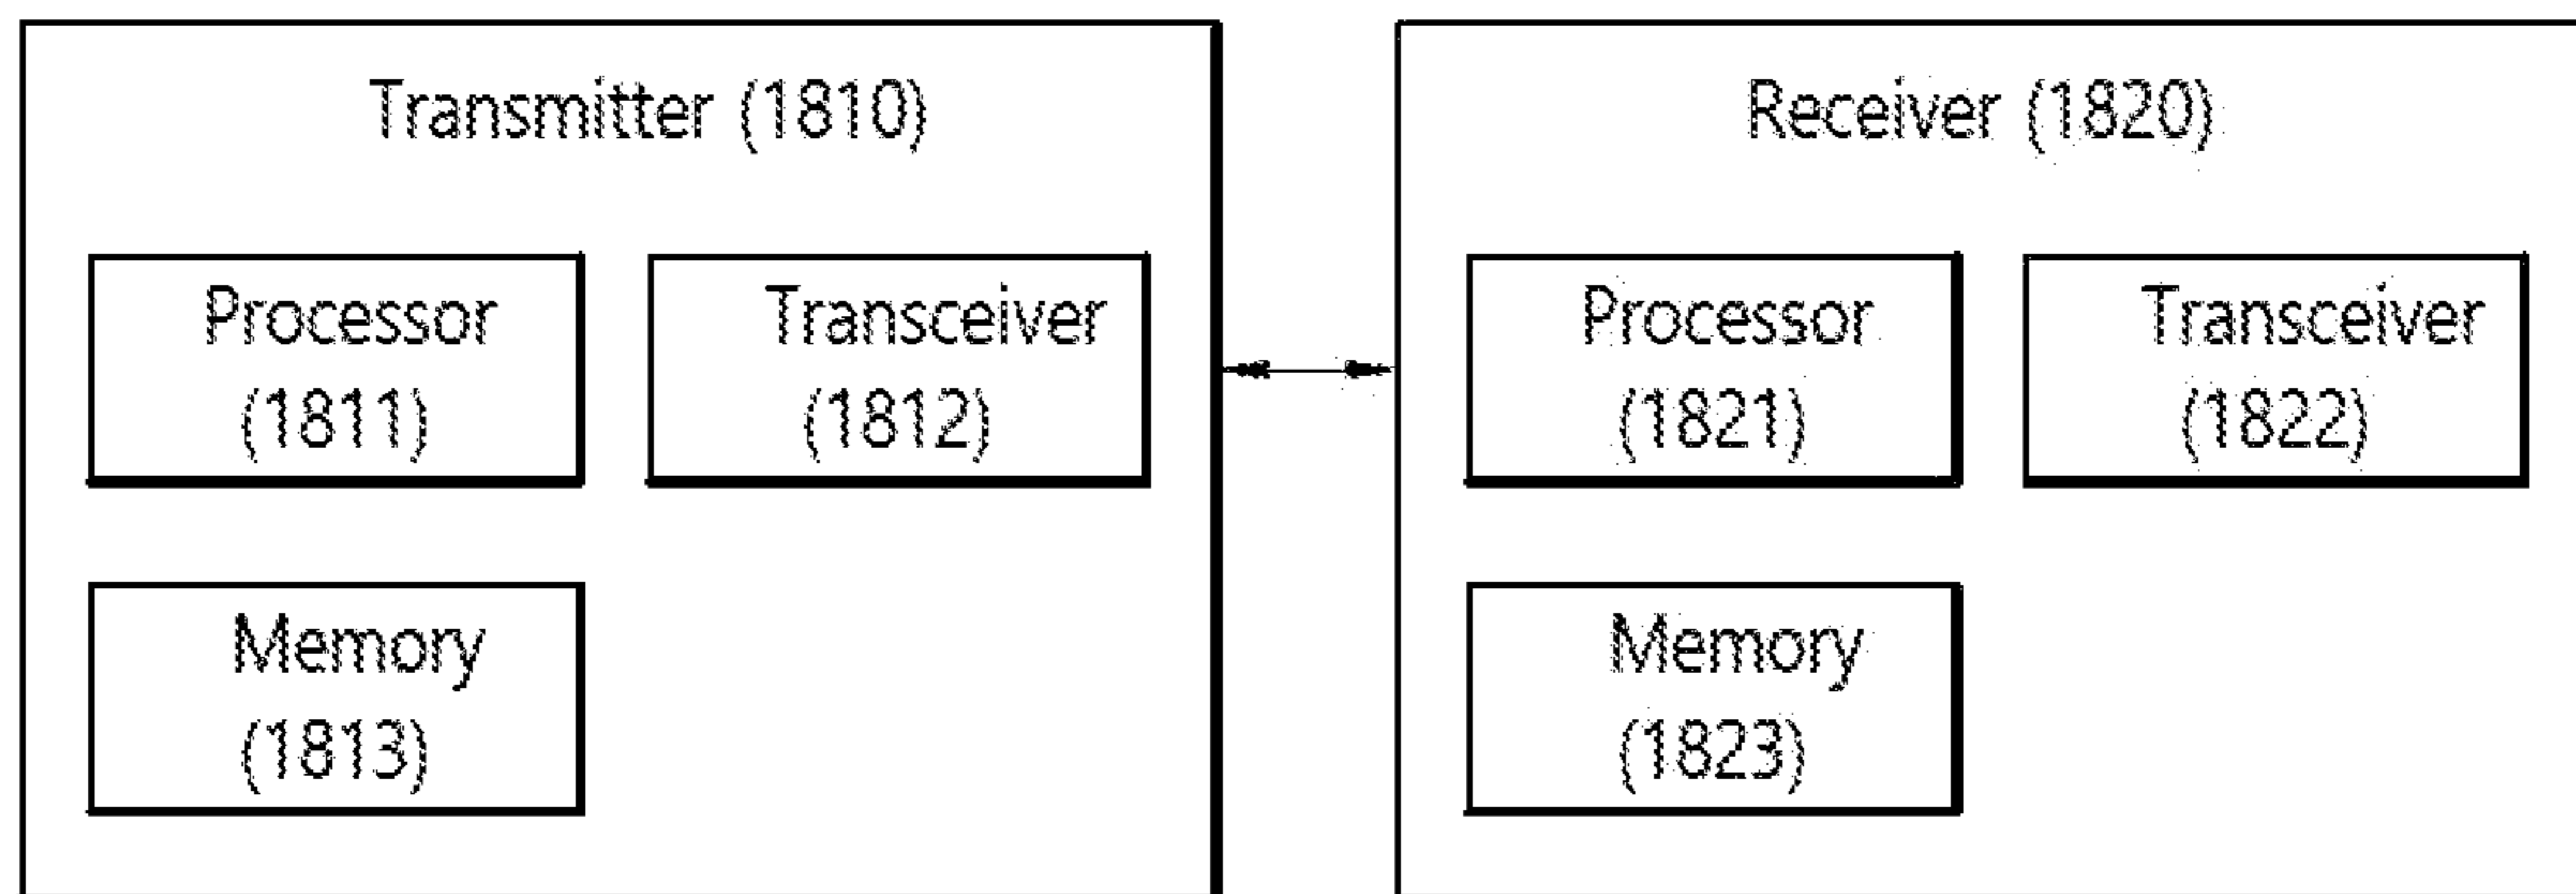 Transmitter (1810)
Processor
(1811)
Transceiver
(1812)
Memory
(1813)
Receiver (1820)
Processor
(1821)
Transceiver
(1822)
Memory
(1823)